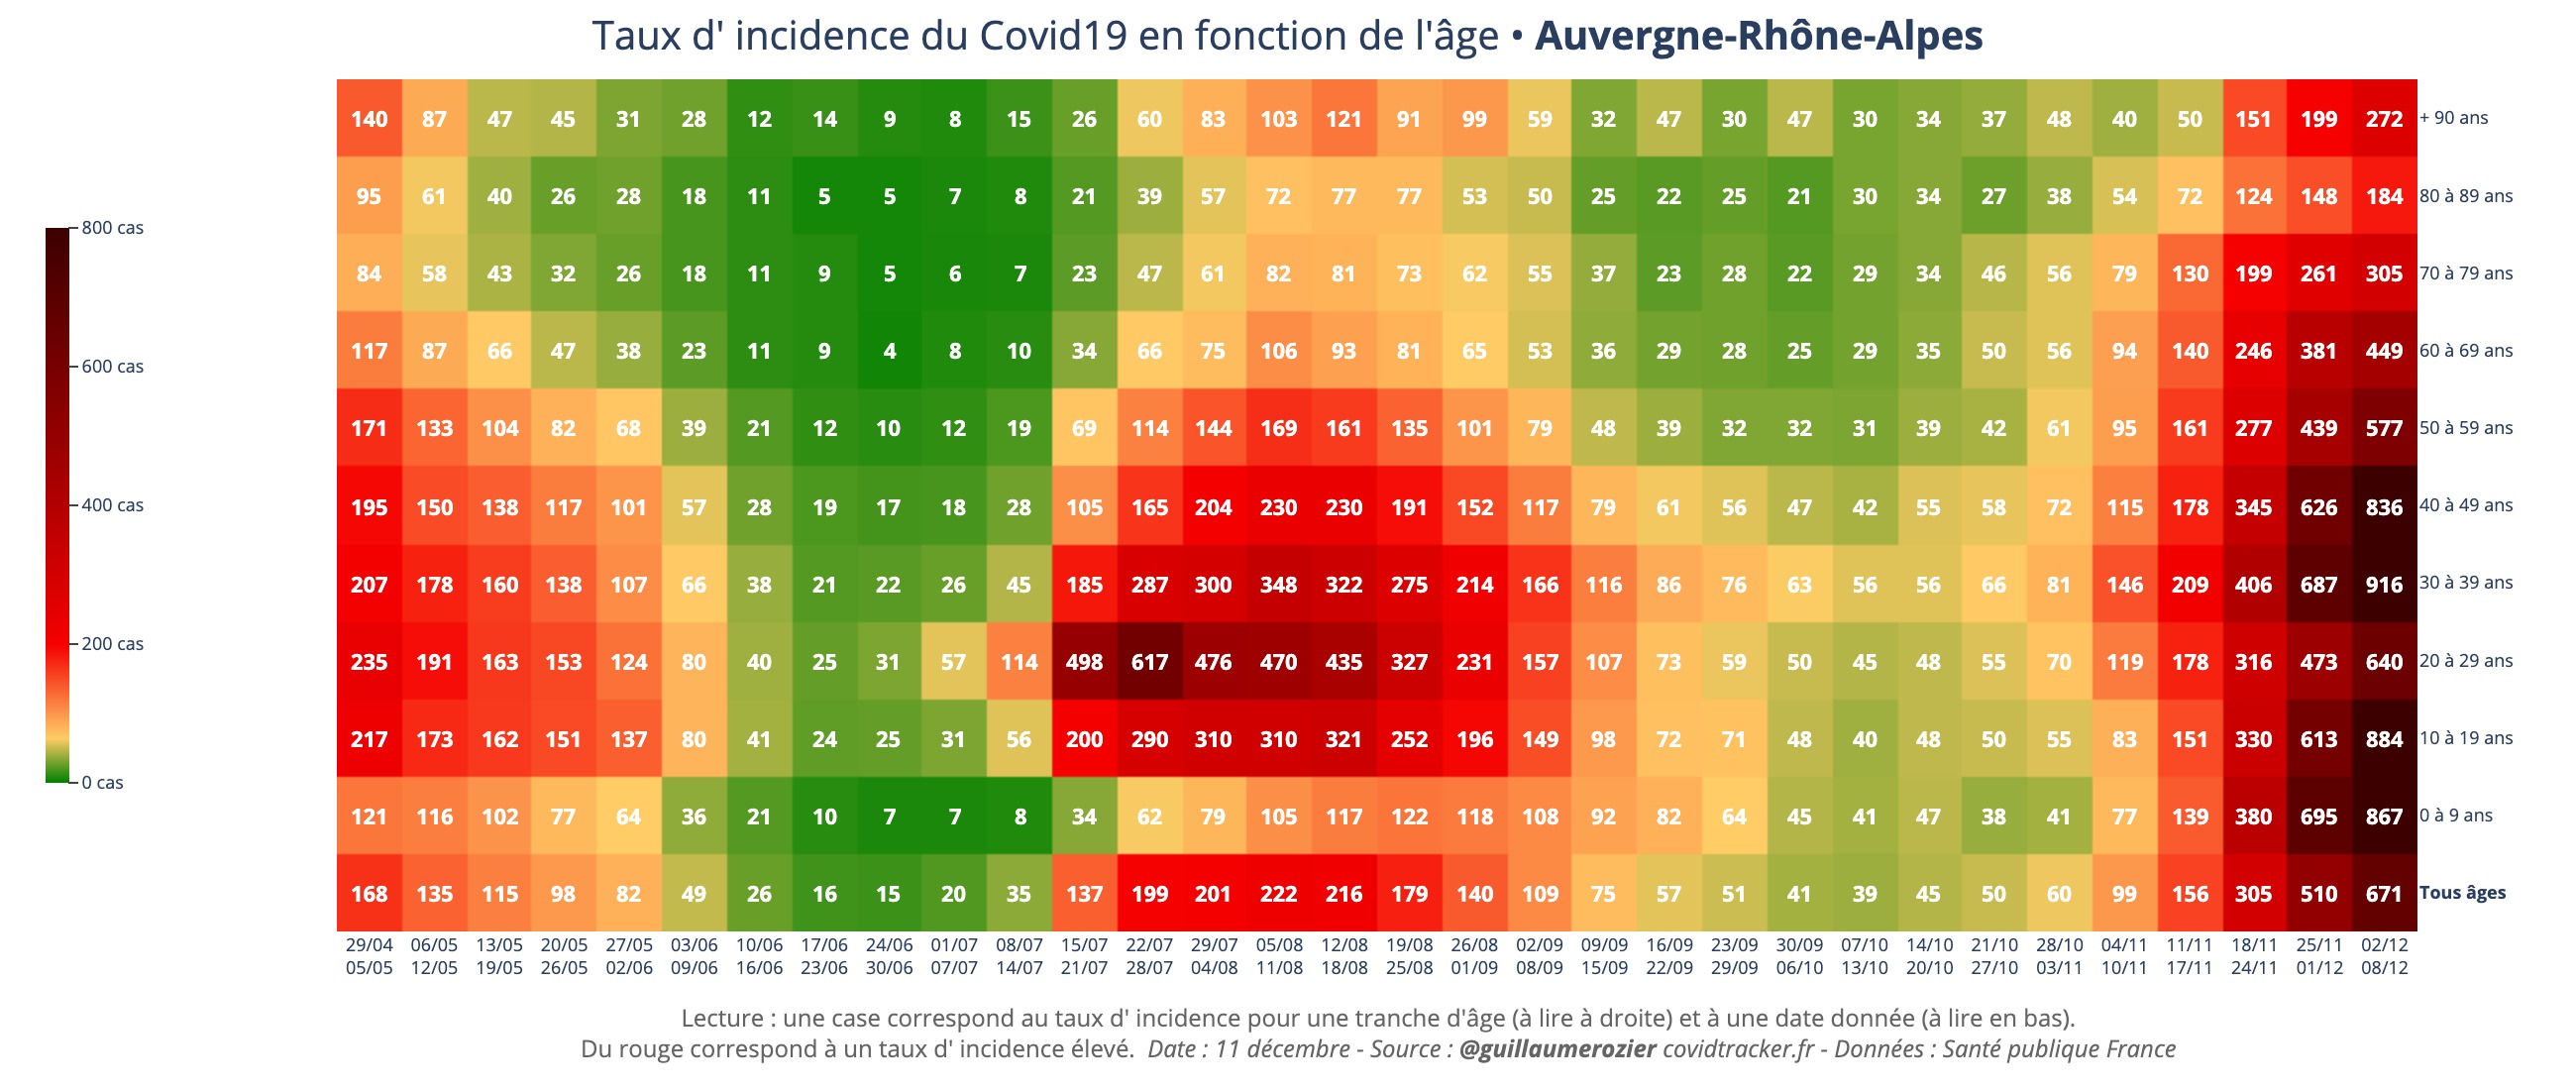 Taux d' incidence du Covid19 en fonction de l'âge • Auvergne-Rhône-Alpes
800 cas
600 cas
400 cas
200 cas
0 cas
140 87 47 45 31 28 12 14 9 8 15 26 60 83 103 121 91 99 59 32 47 30 47 30 34 37 48 40 50 151 199 272 + 90 ans
95 61 40 26 28 18 11 5 5 7 8 21 39 57 72 77 77 53 50 25 22 25 21 30 34 27 38 54 72 124 148 184 80 à 89 ans
84 58 43 32 26 18 11 9 5 6 7 23 47 61 82 81 73 62 55 37 23 28 22 29 34 46 56 79 130 199 261 305 70 à 79 ans
117 87 66 47 38 23 11 9 4 8 10 34 66 75 106 93 81 65 53 36 29 28 25 29 35 50 56 94 140 246 381 449 60 à 69 ans
171 133 104 82 68 39 21 12 10 12 19 69 114 144 169 161 135 101 79 48 39 32 32 31 39 42 61 95 161 277 439 577 50 à 59 ans
195 150 138 117 101 57 28 19 17 18 28 105 165 204 230 230 191 152 117 79 61 56 47 42 55 58 72 115 178 345 626 836 40 à 49 ans
207 178 160 138 107 66 38 21 22 26 45 185 287 300 348 322 275 214 166 116 86 76 63 56 56 66 81 146 209 406 687 916 30 à 39 ans
235 191 163 153 124 80 40 25 31 57 114 498 617 476 470 435 327 231 157 107 73 59 50 45 48 55 70 119 178 316 473 640 20 à 29 ans
217 173 162 151 137 80 41 24 25 31 56 200 290 310 310 321 252 196 149 98 72 71 48 40 48 50 55 83 151 330 613 884 10 à 19 ans
121 116 102 77 64 36 21 10 7 7 8 34 62 79 105 117 122 118 108 92 82 64 45 41 47 38 41 77 139 380 695 867 0 à 9 ans
168 135 115 98 82 49 26 16 15 20 35 137 199 201 222 216 179 140 109 75 57 51 41 39 45 50 60 99 156 305 510 671 Tous âges
29/04 06/05 13/05 20/05 27/05 03/06 10/06 17/06 24/06 01/07 08/07 15/07 22/07 29/07 05/08 12/08 19/08 26/08 02/09 09/09 16/09 23/09 30/09 07/10 14/10 21/10 28/10 04/11 11/11 18/11 25/11 02/12
05/05 12/05 19/05 26/05 02/06 09/06 16/06 23/06 30/06 07/07 14/07 21/07 28/07 04/08 11/08 18/08 25/08 01/09 08/09 15/09 22/09 29/09 06/10 13/10 20/10 27/10 03/11 10/11 17/11 24/11 01/12 08/12
Lecture : une case correspond au taux d' incidence pour une tranche d'âge (à lire à droite) et à une date donnée (à lire en bas).
Du rouge correspond à un taux d' incidence élevé. Date : 11 décembre - Source : @guillaumerozier covidtracker.fr - Données : Santé publique France